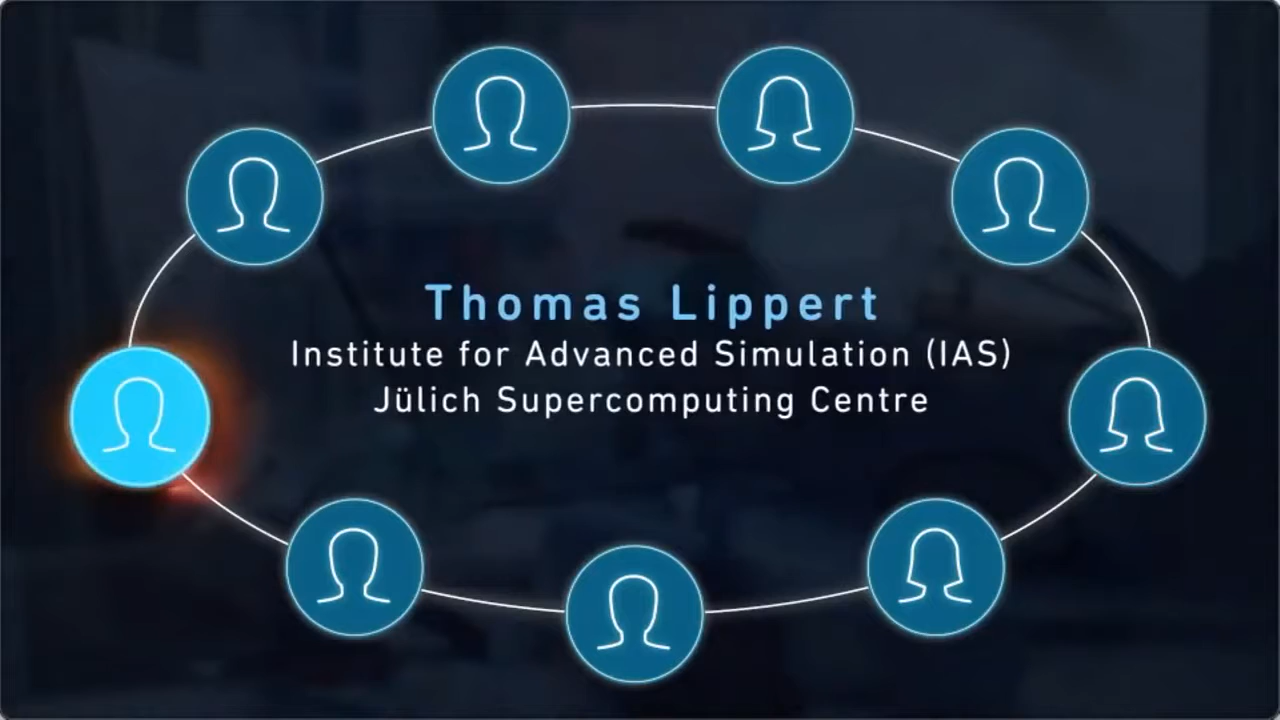 Thomas Lippert
Institute for Advanced Simulation (IAS)
Jülich Supercomputing Centre